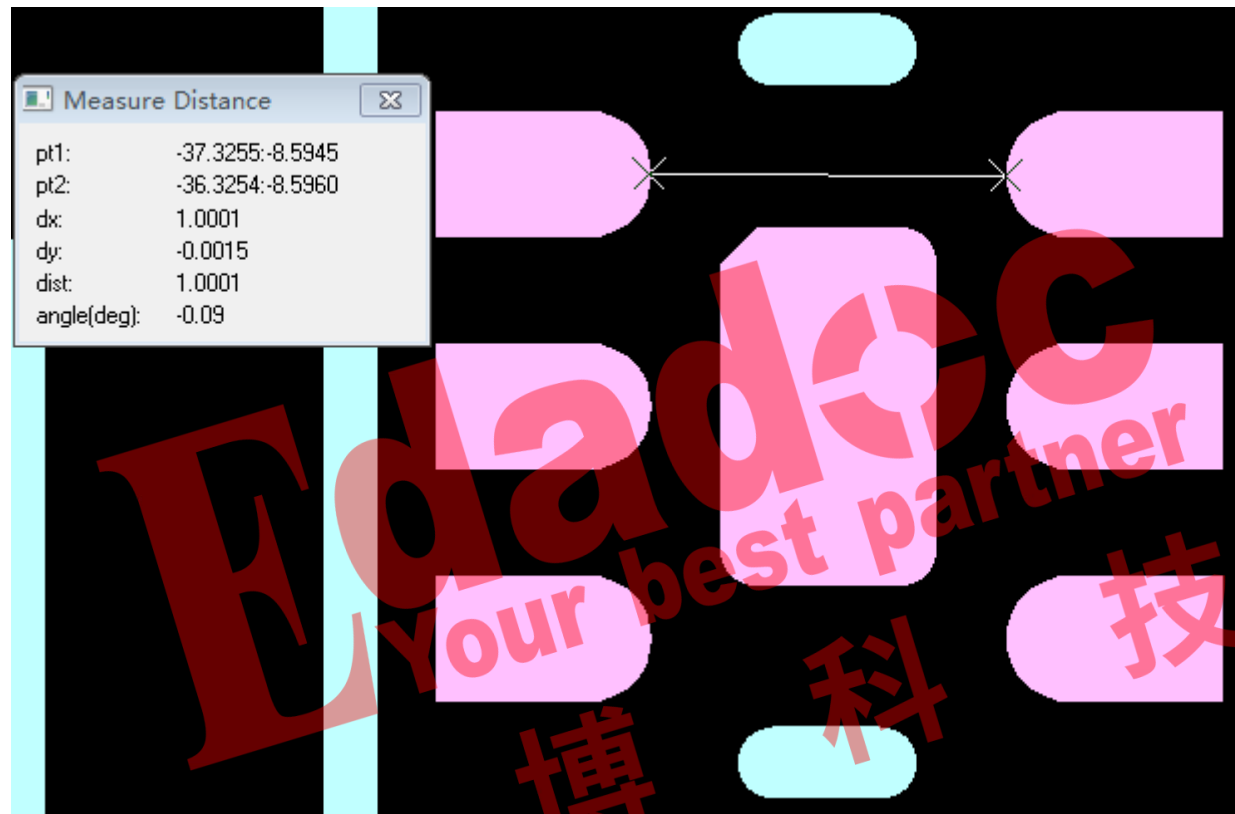 Measure Distance
pt1: -37.3255:-8.5945
pt2: -36.3254:-8.5960
dx: 1.0001
dy: -0.0015
dist: 1.0001
angle(deg): -0.09
Edadoc
Your best partner
博 科 技